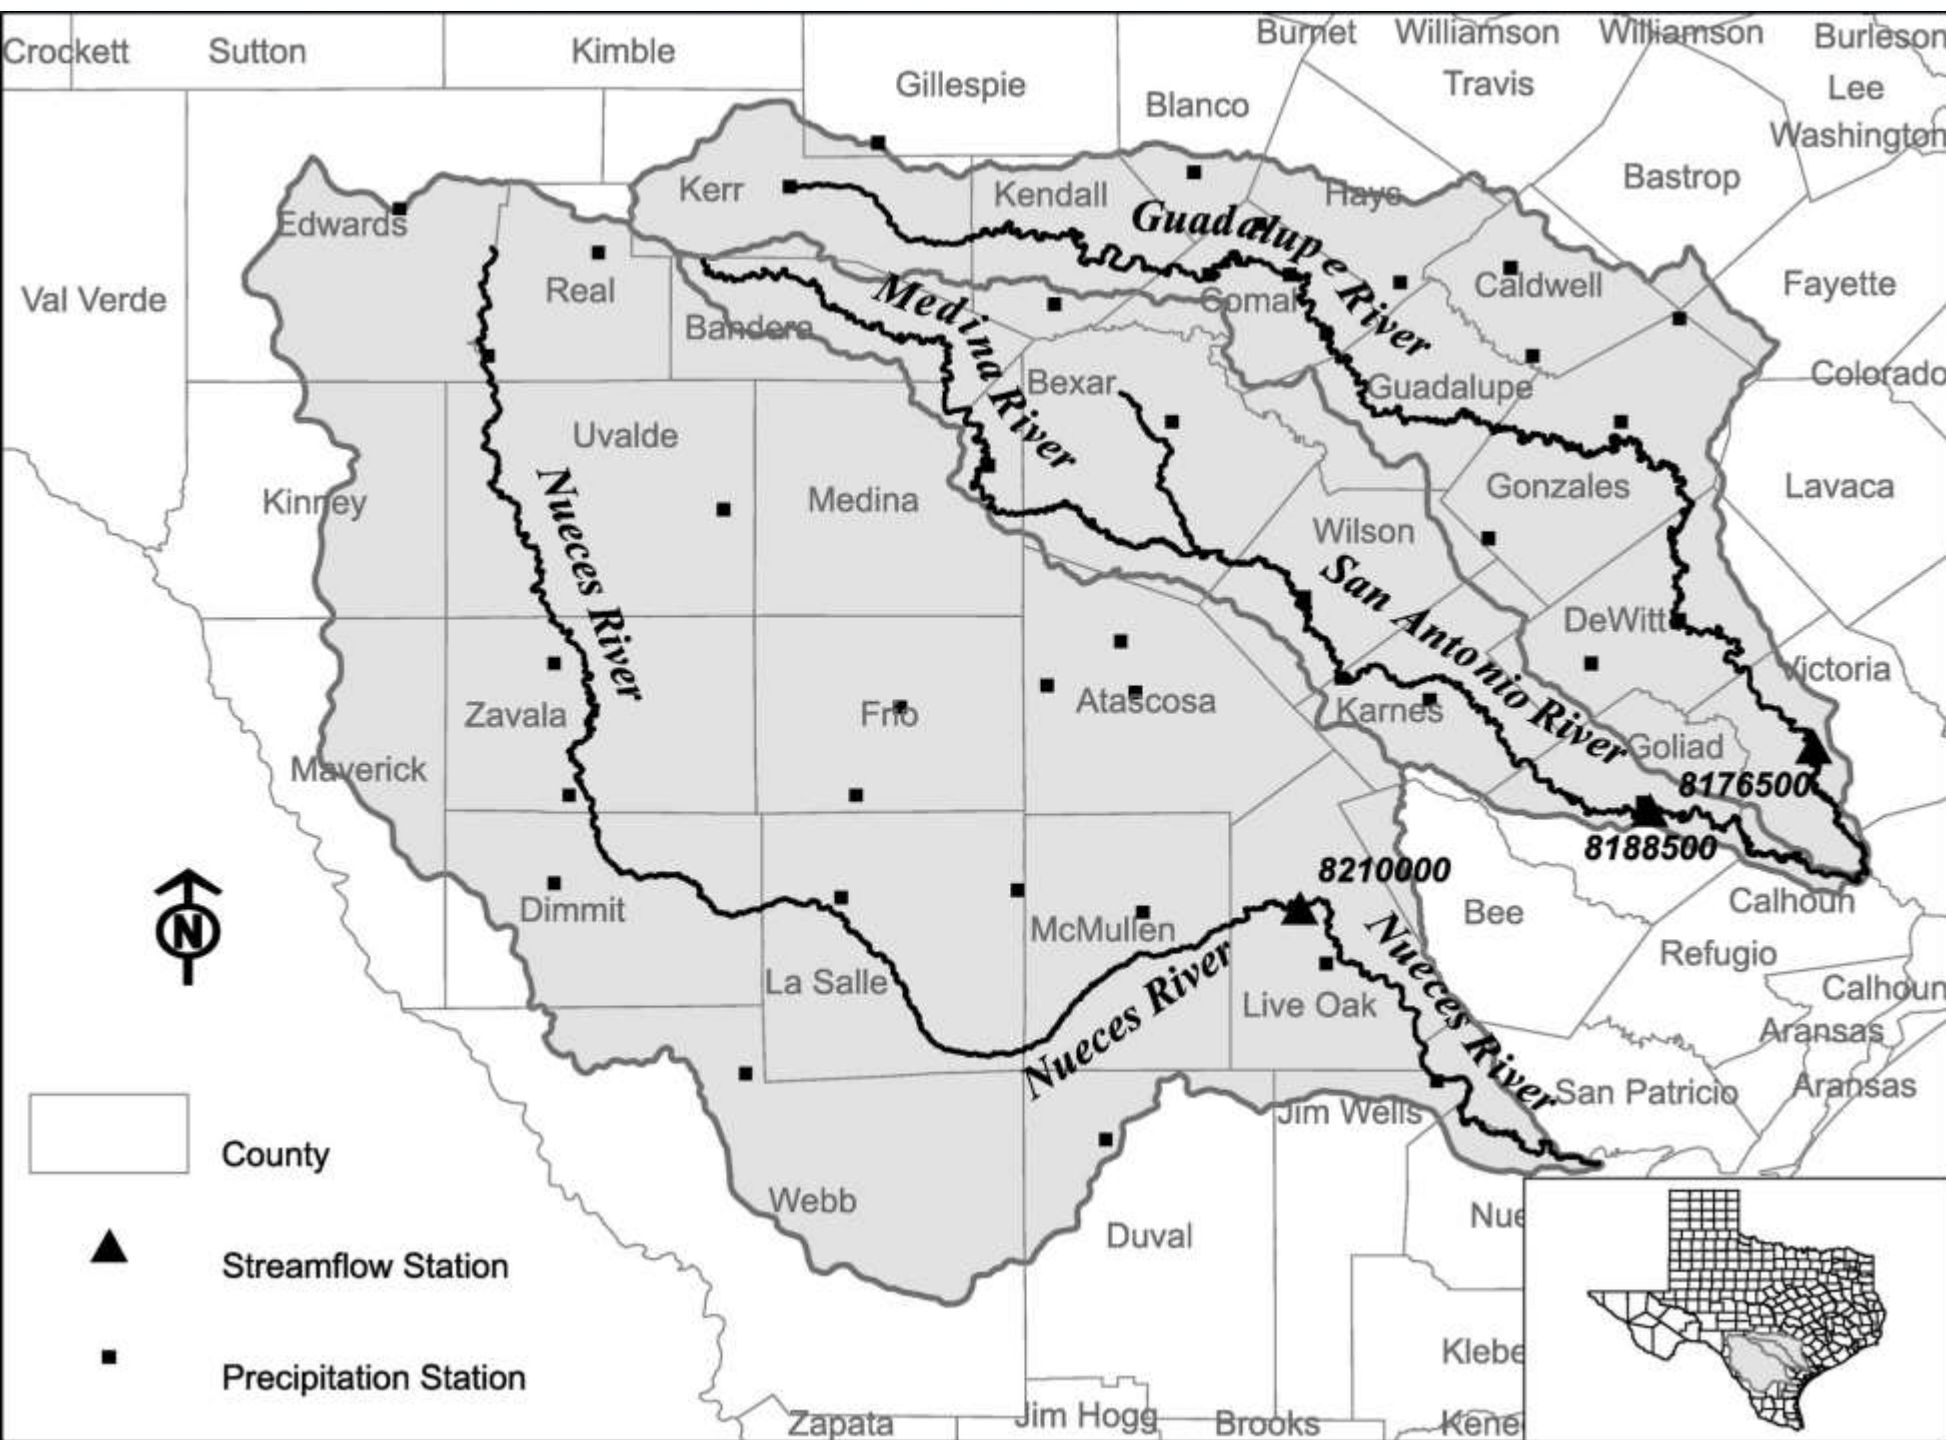 Burnet Williamson Williamson Burleson
Crockett Sutton Kimble
Gillespie Travis Lee
Blanco
Washington
Bastrop
Kerr Kendall Hays
Edwards Guadalupe River
Val Verde Real Medina River Comal Caldwell Fayette
Bandera
Bexar Guadalupe Colorado
Uvalde
Kinney Medina Gonzales Lavaca
Nueces River Wilson
San Antonio River
DeWitt
Victoria
Zavala Frio Atascosa Karnes
Goliad
Maverick 8176500
8188500
8210000
Dimmit McMullen Bee Calhoun
N
La Salle Nueces River Live Oak Nueces River Refugio
Calhoun
Aransas
San Patricio Aransas
Jim Wells
County
Webb Duval Nue
Streamflow Station
Klebe
Precipitation Station
Zapata Jim Hogg Brooks Kene